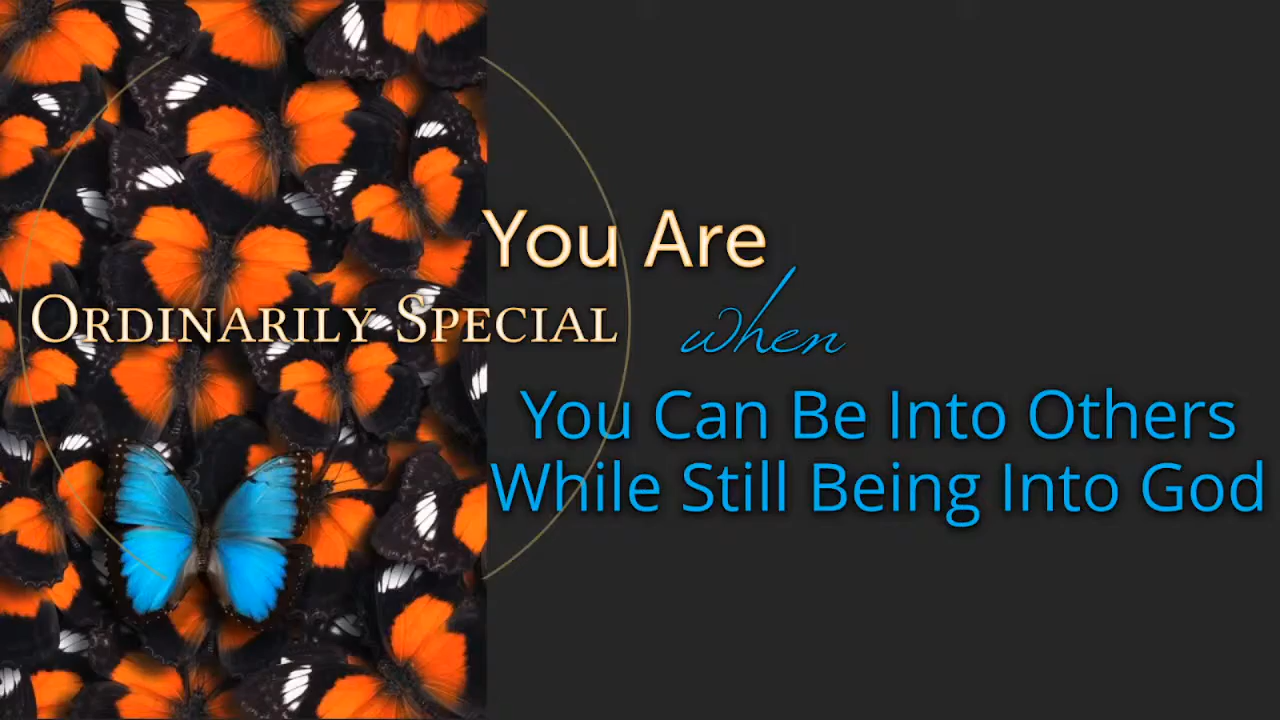 You Are
Ordinarily Special
when
You Can Be Into Others
While Still Being Into God